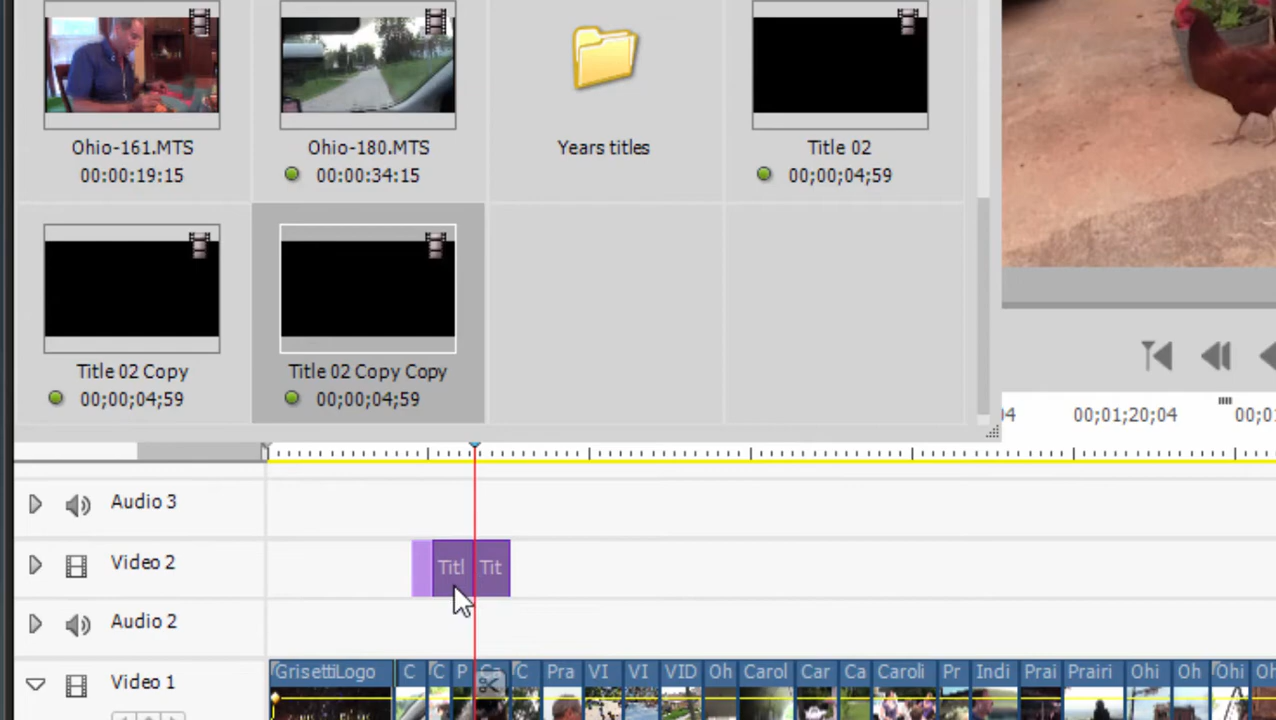 Ohio-161.MTS
00:00:19:15
Ohio-180.MTS
00:00:34:15
Years titles
Title 02
00;00;04;59
Title 02 Copy
00;00;04;59
Title 02 Copy Copy
00;00;04;59
00;01;20;04
Audio 3
Video 2
Titl
Tit
Audio 2
Video 1
GrisettiLogo
C
C
P
C
Pra
VI
VI
VID
Oh
Carol
Car
Ca
Caroli
Pr
Indi
Prai
Prairi
Ohi
Oh
Ohi